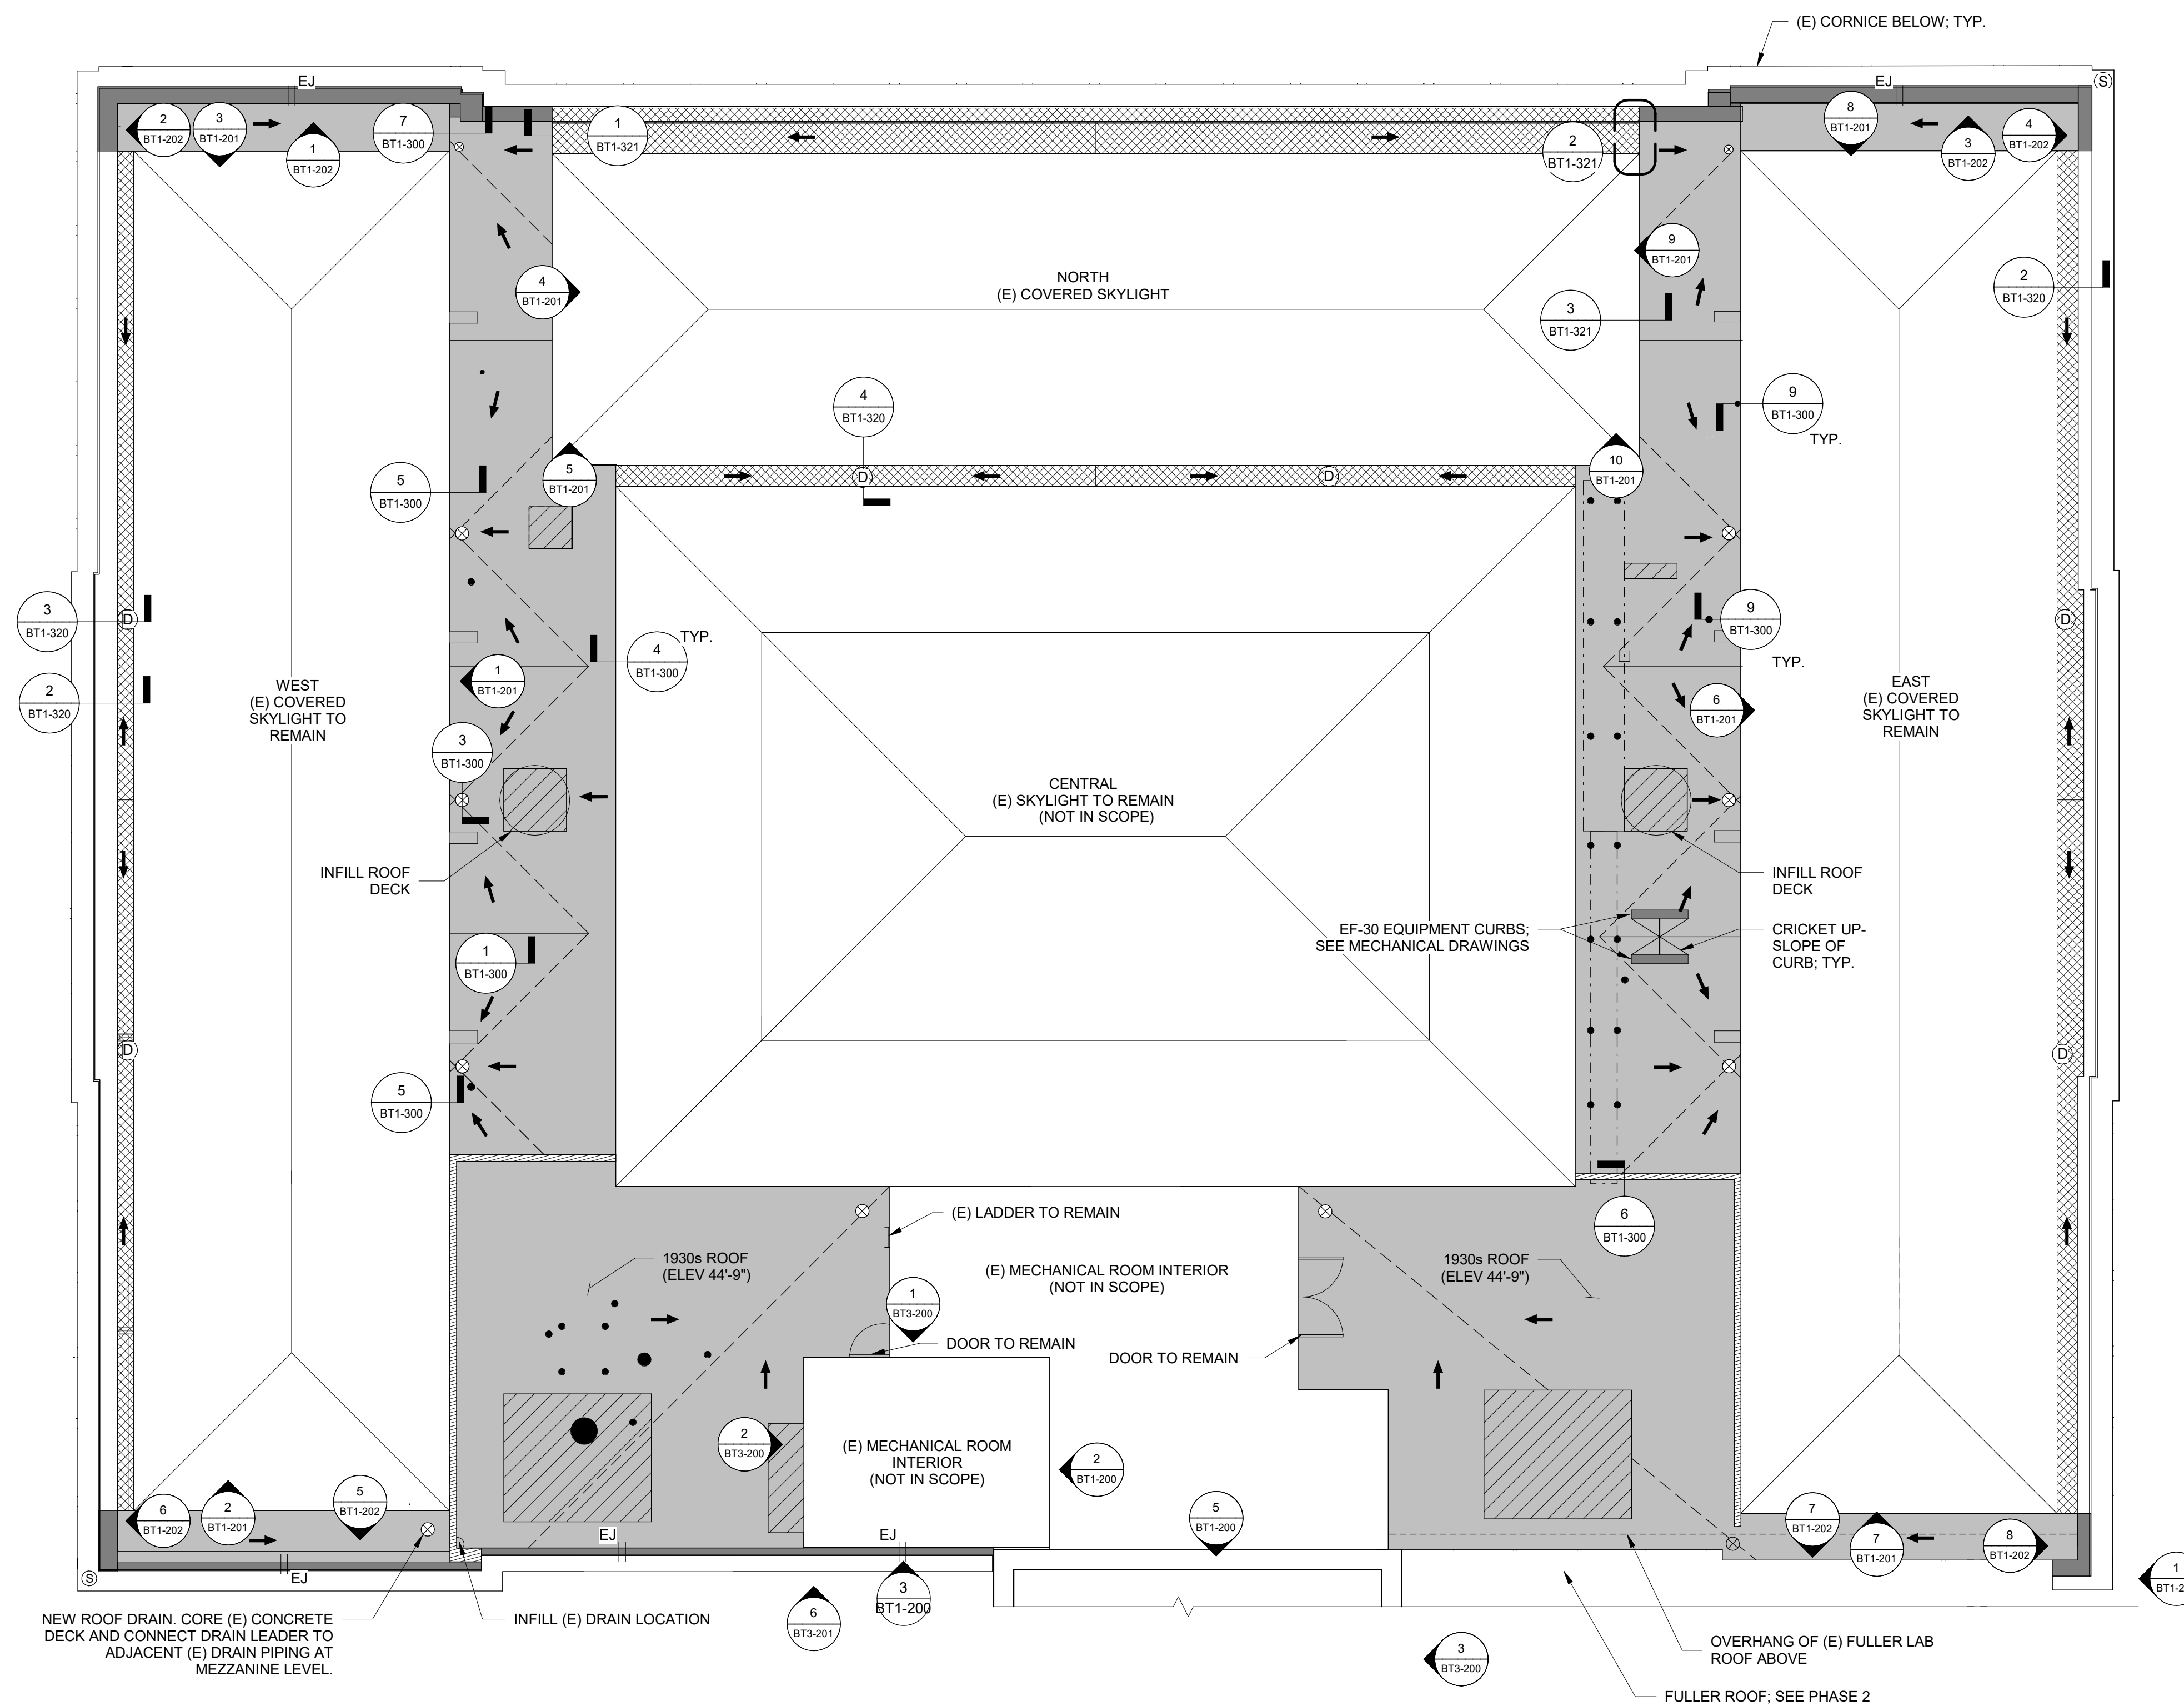 (E) CORNICE BELOW; TYP.
EJ
EJ
S
2
BT1-202
3
BT1-201
1
BT1-202
7
BT1-300
1
BT1-321
2
BT1-321
8
BT1-201
3
BT1-202
4
BT1-202
4
BT1-201
NORTH
(E) COVERED SKYLIGHT
9
BT1-201
3
BT1-321
2
BT1-320
4
BT1-320
9
BT1-300
TYP.
5
BT1-300
5
BT1-201
D
D
10
BT1-201
3
BT1-320
D
2
BT1-320
WEST
(E) COVERED
SKYLIGHT TO
REMAIN
4
BT1-300
TYP.
1
BT1-201
3
BT1-300
9
BT1-300
TYP.
6
BT1-201
EAST
(E) COVERED
SKYLIGHT TO
REMAIN
D
CENTRAL
(E) SKYLIGHT TO REMAIN
(NOT IN SCOPE)
INFILL ROOF
DECK
INFILL ROOF
DECK
EF-30 EQUIPMENT CURBS;
SEE MECHANICAL DRAWINGS
CRICKET UP-
SLOPE OF
CURB; TYP.
1
BT1-300
D
D
5
BT1-300
6
BT1-300
(E) LADDER TO REMAIN
1930s ROOF
(ELEV 44'-9")
(E) MECHANICAL ROOM INTERIOR
(NOT IN SCOPE)
1930s ROOF
(ELEV 44'-9")
1
BT3-200
DOOR TO REMAIN
DOOR TO REMAIN
2
BT3-200
(E) MECHANICAL ROOM
INTERIOR
(NOT IN SCOPE)
2
BT1-200
6
BT1-202
2
BT1-201
5
BT1-202
5
BT1-200
7
BT1-202
7
BT1-201
8
BT1-202
EJ
EJ
EJ
S
3
BT1-200
6
BT3-201
1
BT1-2
NEW ROOF DRAIN. CORE (E) CONCRETE
DECK AND CONNECT DRAIN LEADER TO
ADJACENT (E) DRAIN PIPING AT
MEZZANINE LEVEL.
INFILL (E) DRAIN LOCATION
3
BT3-200
OVERHANG OF (E) FULLER LAB
ROOF ABOVE
FULLER ROOF; SEE PHASE 2